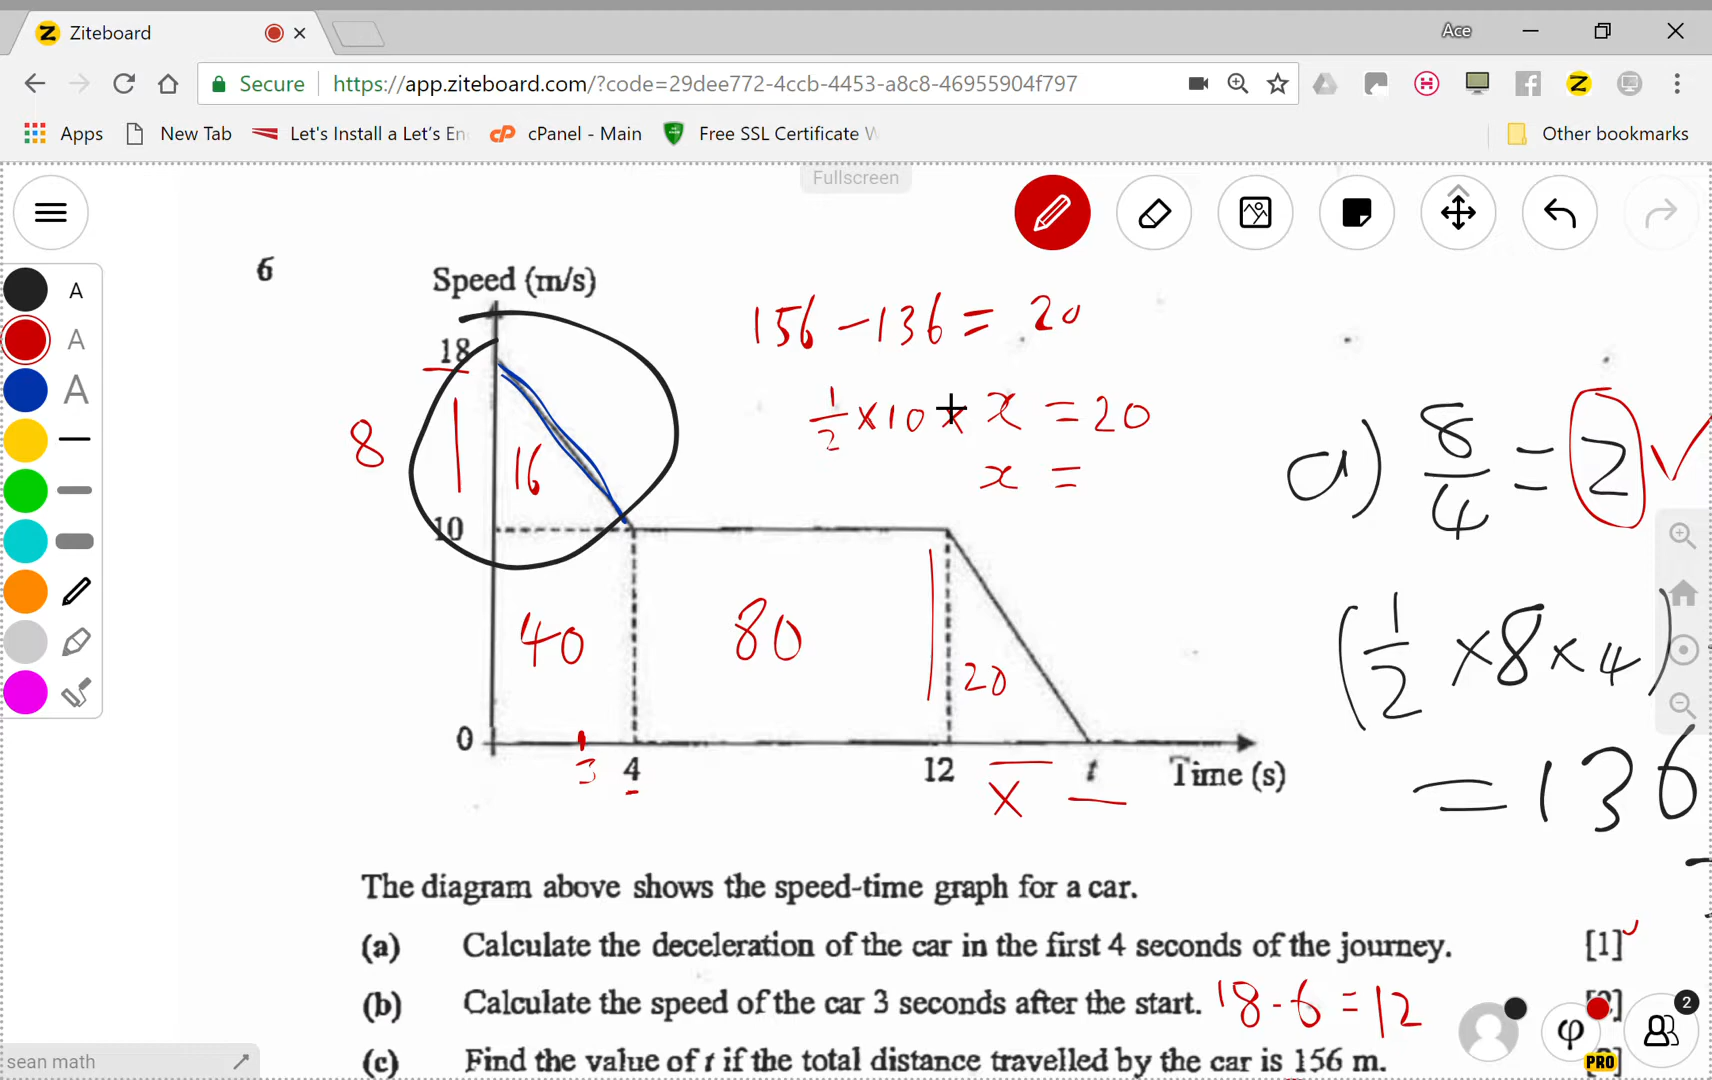 Ziteboard
Ace
Secure
https://app.ziteboard.com/?code=29dee772-4ccb-4453-a8c8-46955904f797
Apps
New Tab
Let's Install a Let's En
cPanel - Main
Free SSL Certificate W
Other bookmarks
Fullscreen
A
A
A
6
Speed (m/s)
18
10
0
4
12
t
Time (s)
8
16
40
80
20
3
x
156 - 136 = 20
1/2 × 10 × x = 20
x =
a) 8/4 = 2 ✓
(1/2 × 8 × 4)
= 136
The diagram above shows the speed-time graph for a car.
(a) Calculate the deceleration of the car in the first 4 seconds of the journey. [1]
(b) Calculate the speed of the car 3 seconds after the start. 18 - 6 = 12
(c) Find the value of t if the total distance travelled by the car is 156 m.
sean math
φ
PRO
2